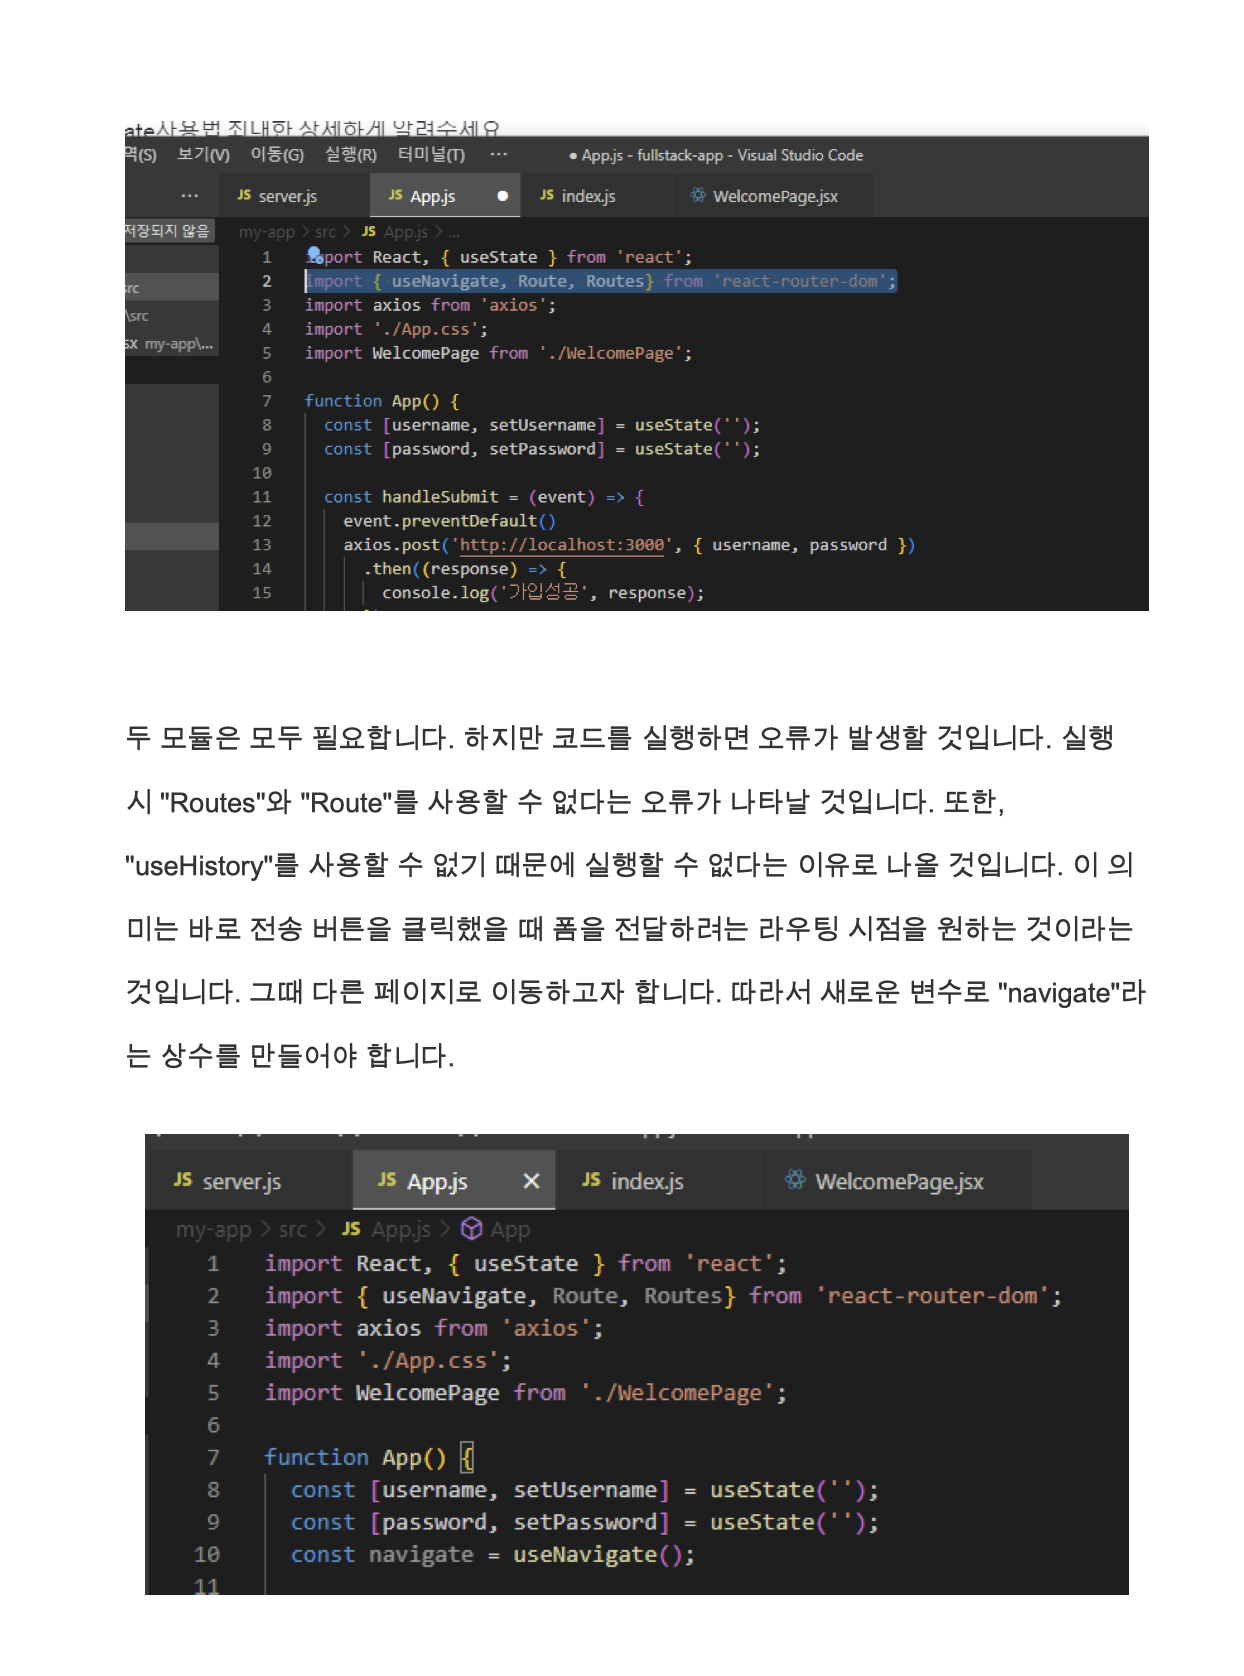 ate사용법 최대한 상세하게 알려주세요
역(S) 보기(V) 이동(G) 실행(R) 터미널(T) ··· ● App.js - fullstack-app - Visual Studio Code
··· JS server.js JS App.js ● JS index.js WelcomePage.jsx
저장되지 않음 my-app > src > JS App.js > ...
1 import React, { useState } from 'react';
2 import { useNavigate, Route, Routes} from 'react-router-dom';
src
3 import axios from 'axios';
\src
4 import './App.css';
sx my-app\...
5 import WelcomePage from './WelcomePage';
6
7 function App() {
8 const [username, setUsername] = useState('');
9 const [password, setPassword] = useState('');
10
11 const handleSubmit = (event) => {
12 event.preventDefault()
13 axios.post('http://localhost:3000', { username, password })
14 .then((response) => {
15 console.log('가입성공', response);
두 모듈은 모두 필요합니다. 하지만 코드를 실행하면 오류가 발생할 것입니다. 실행
시 "Routes"와 "Route"를 사용할 수 없다는 오류가 나타날 것입니다. 또한,
"useHistory"를 사용할 수 없기 때문에 실행할 수 없다는 이유로 나올 것입니다. 이 의
미는 바로 전송 버튼을 클릭했을 때 폼을 전달하려는 라우팅 시점을 원하는 것이라는
것입니다. 그때 다른 페이지로 이동하고자 합니다. 따라서 새로운 변수로 "navigate"라
는 상수를 만들어야 합니다.
JS server.js JS App.js × JS index.js WelcomePage.jsx
my-app > src > JS App.js > App
1 import React, { useState } from 'react';
2 import { useNavigate, Route, Routes} from 'react-router-dom';
3 import axios from 'axios';
4 import './App.css';
5 import WelcomePage from './WelcomePage';
6
7 function App() {
8 const [username, setUsername] = useState('');
9 const [password, setPassword] = useState('');
10 const navigate = useNavigate();
11